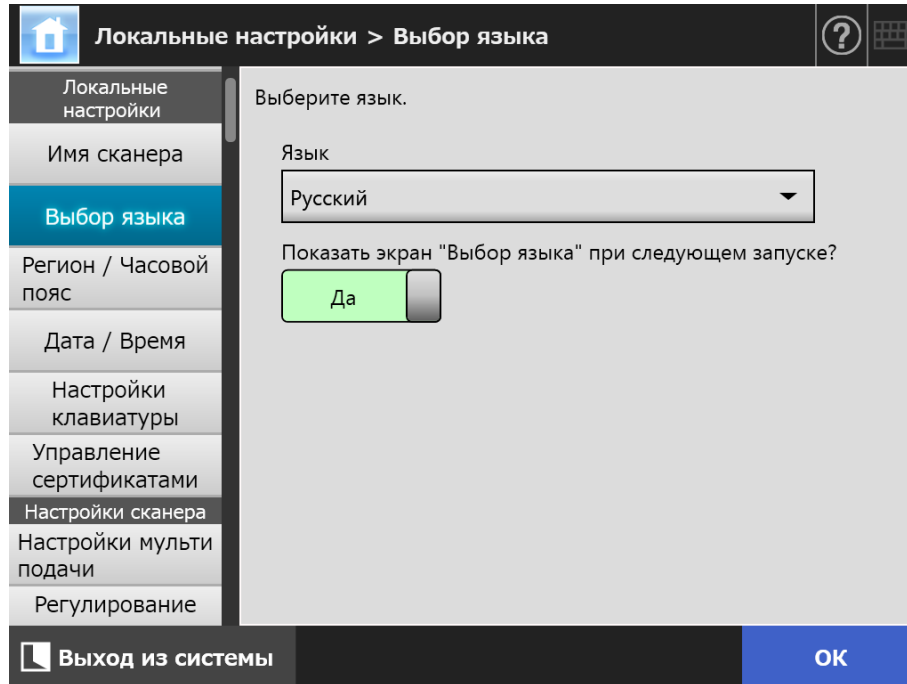 Локальные настройки > Выбор языка
?
Локальные
настройки
Имя сканера
Выбор языка
Регион / Часовой
пояс
Дата / Время
Настройки
клавиатуры
Управление
сертификатами
Настройки сканера
Настройки мульти
подачи
Регулирование
Выберите язык.
Язык
Русский
Показать экран "Выбор языка" при следующем запуске?
Да
Выход из системы
ОК